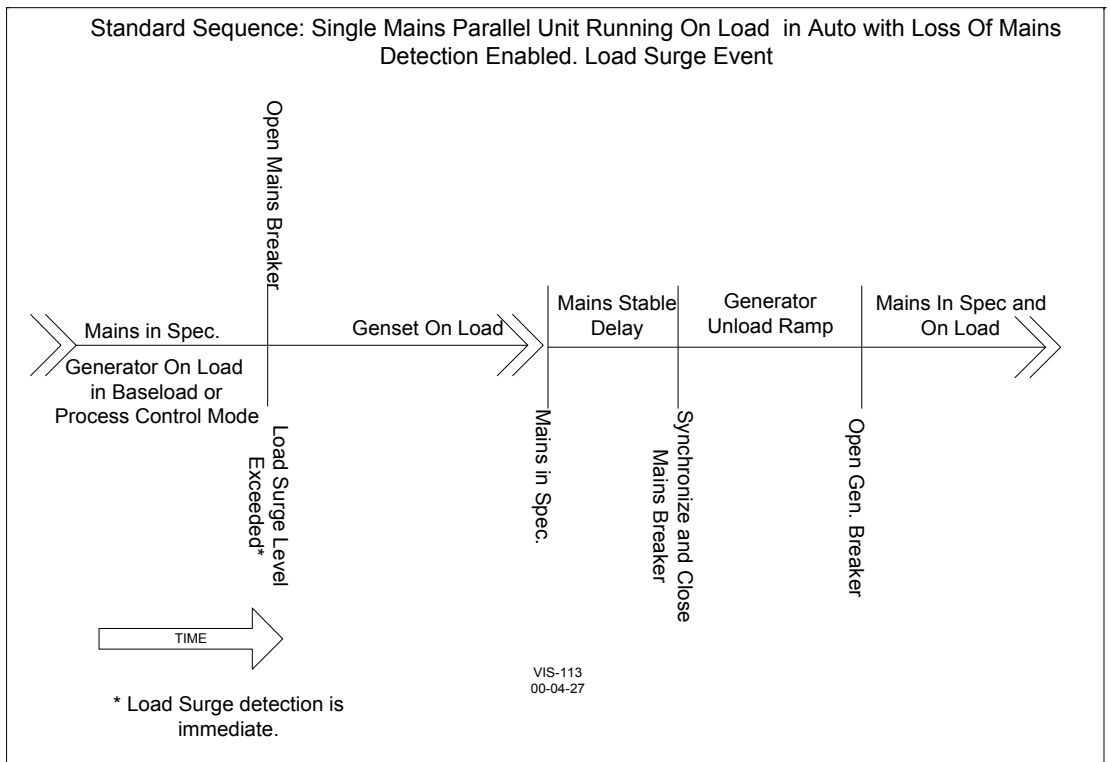 Standard Sequence: Single Mains Parallel Unit Running On Load in Auto with Loss Of Mains
Detection Enabled. Load Surge Event
Open Mains Breaker
Mains in Spec.
Generator On Load
in Baseload or
Process Control Mode
Load Surge Level
Exceeded*
Genset On Load
Mains in Spec.
Mains Stable
Delay
Synchronize and Close
Mains Breaker
Generator
Unload Ramp
Open Gen. Breaker
Mains In Spec and
On Load
TIME
* Load Surge detection is
immediate.
VIS-113
00-04-27